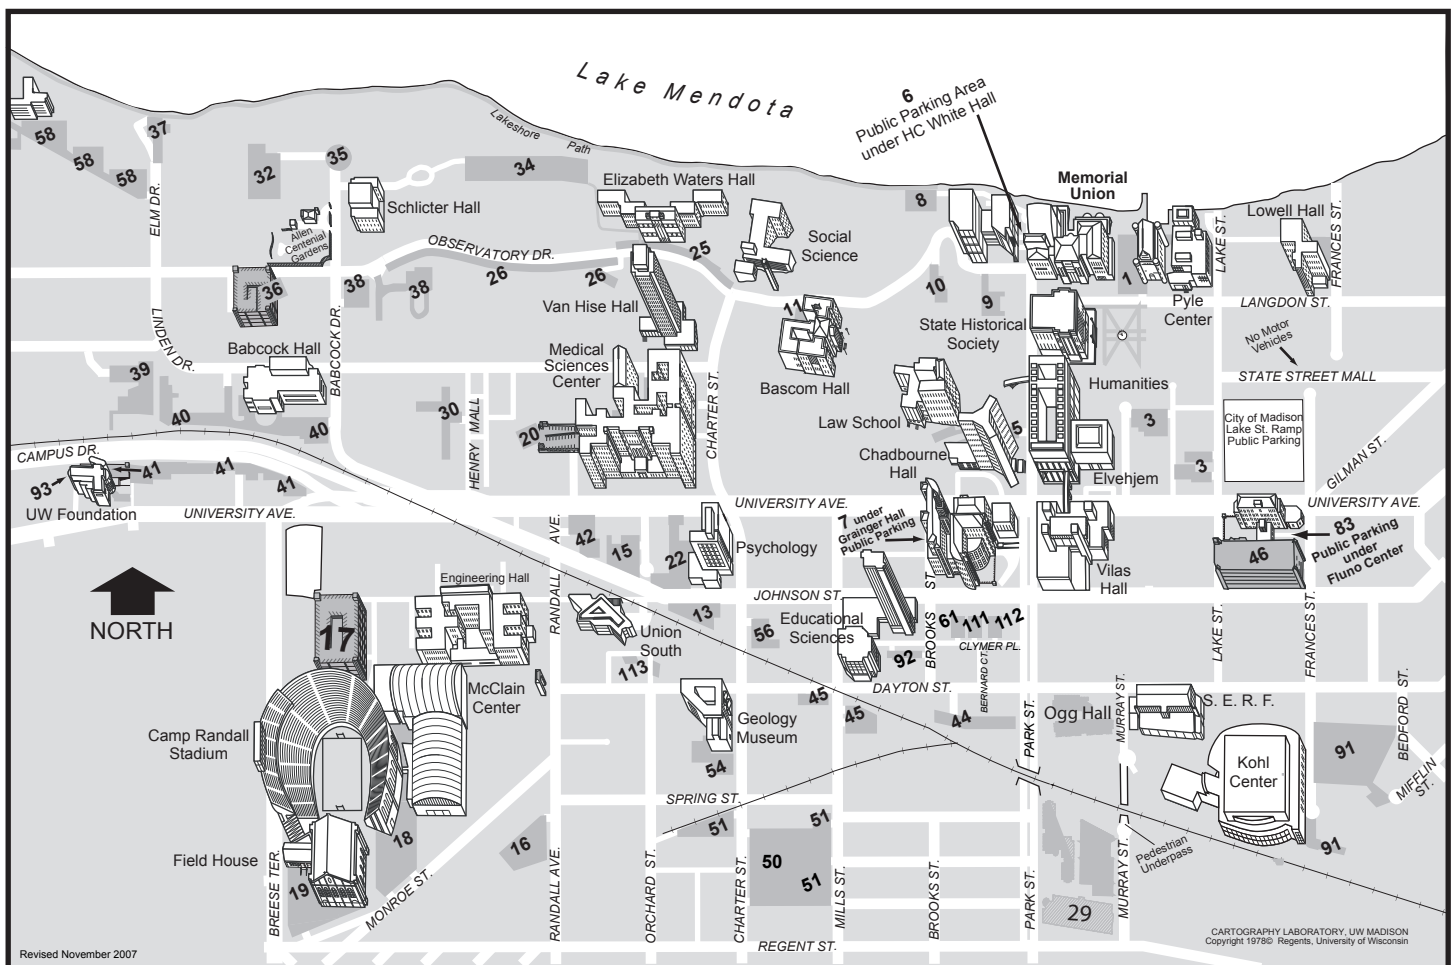 Lake Mendota
6
Public Parking Area
under HC White Hall
Memorial
Union
Lakeshore
Path
58
58
58
37
32
35
34
Elizabeth Waters Hall
8
Lowell Hall
ELM DR.
Schlicter Hall
Allen
Centenial
Gardens
OBSERVATORY DR.
25
Social
Science
LAKE ST.
FRANCES ST.
36
38
38
26
26
10
9
1
Van Hise Hall
11
Pyle
Center
LANGDON ST.
LINDEN DR.
BABCOCK DR.
State Historical
Society
No Motor
Vehicles
Babcock Hall
Medical
Sciences
Center
Bascom Hall
Humanities
STATE STREET MALL
39
CHARTER ST.
40
40
30
HENRY MALL
20
Law School
5
3
City of Madison
Lake St. Ramp
Public Parking
CAMPUS DR.
Chadbourne
Hall
3
GILMAN ST.
93
41
41
41
Elvehjem
UW Foundation
UNIVERSITY AVE.
UNIVERSITY AVE.
UNIVERSITY AVE.
7 under
Grainger Hall
Public Parking
42
15
22
Psychology
83
Public Parking
under
Fluno Center
46
RANDALL AVE.
Engineering Hall
JOHNSON ST.
Vilas
Hall
NORTH
17
13
Educational
Sciences
BROOKS ST.
61
111
112
Union
South
56
CLYMER PL.
92
LAKE ST.
FRANCES ST.
113
DAYTON ST.
BERNARD CT.
McClain
Center
45
45
44
Ogg Hall
PARK ST.
MURRAY ST.
S. E. R. F.
BEDFORD ST.
Camp Randall
Stadium
Geology
Museum
Kohl
Center
91
54
MIFFLIN
ST.
SPRING ST.
51
51
18
16
Field House
50
91
Pedestrian
Underpass
19
51
BREESE TER.
MONROE ST.
RANDALL AVE.
ORCHARD ST.
CHARTER ST.
MILLS ST.
BROOKS ST.
PARK ST.
29
MURRAY ST.
REGENT ST.
Revised November 2007
CARTOGRAPHY LABORATORY, UW MADISON
Copyright 1978© Regents, University of Wisconsin